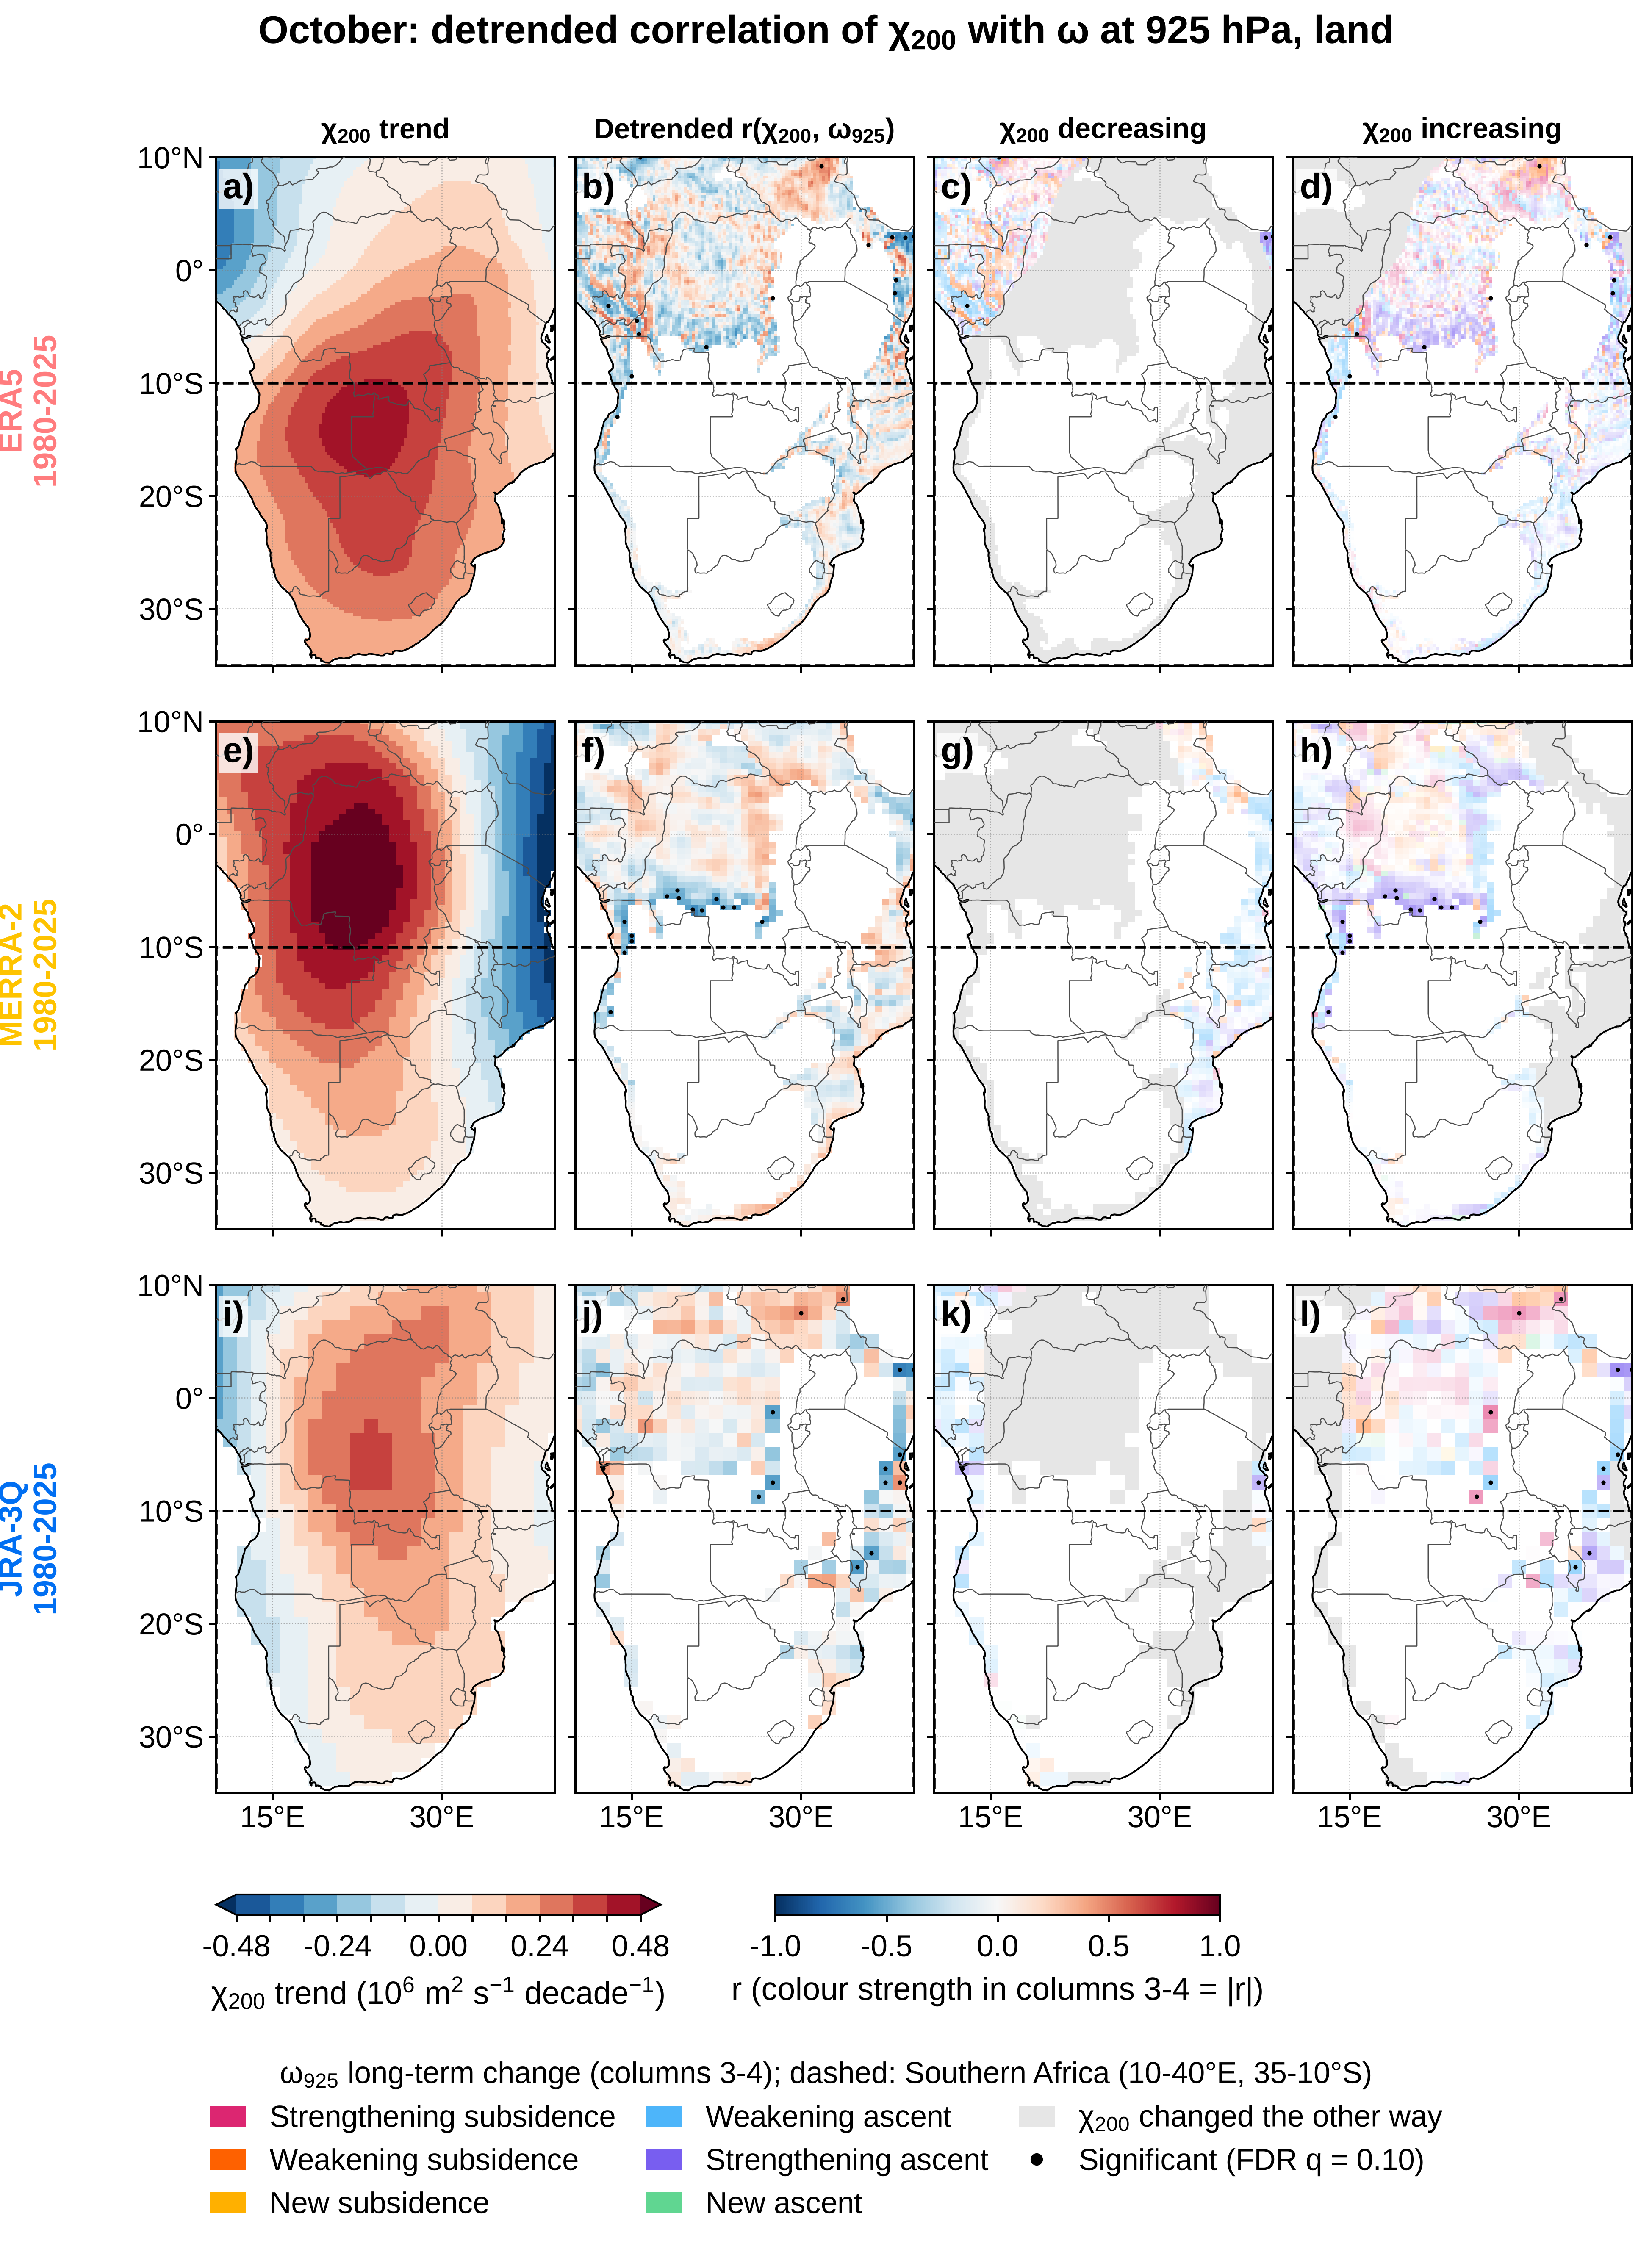 October: detrended correlation of χ₂₀₀ with ω at 925 hPa, land
χ₂₀₀ trend
Detrended r(χ₂₀₀, ω₉₂₅)
χ₂₀₀ decreasing
χ₂₀₀ increasing
ERA5
1980-2025
10°N
0°
10°S
20°S
30°S
a)
b)
c)
d)
MERRA-2
1980-2025
10°N
0°
10°S
20°S
30°S
e)
f)
g)
h)
JRA-3Q
1980-2025
10°N
0°
10°S
20°S
30°S
i)
j)
k)
l)
15°E 30°E 15°E 30°E 15°E 30°E 15°E 30°E
-0.48 -0.24 0.00 0.24 0.48
χ₂₀₀ trend (10⁶ m² s⁻¹ decade⁻¹)
-1.0 -0.5 0.0 0.5 1.0
r (colour strength in columns 3-4 = |r|)
ω₉₂₅ long-term change (columns 3-4); dashed: Southern Africa (10-40°E, 35-10°S)
Strengthening subsidence
Weakening subsidence
New subsidence
Weakening ascent
Strengthening ascent
New ascent
χ₂₀₀ changed the other way
Significant (FDR q = 0.10)